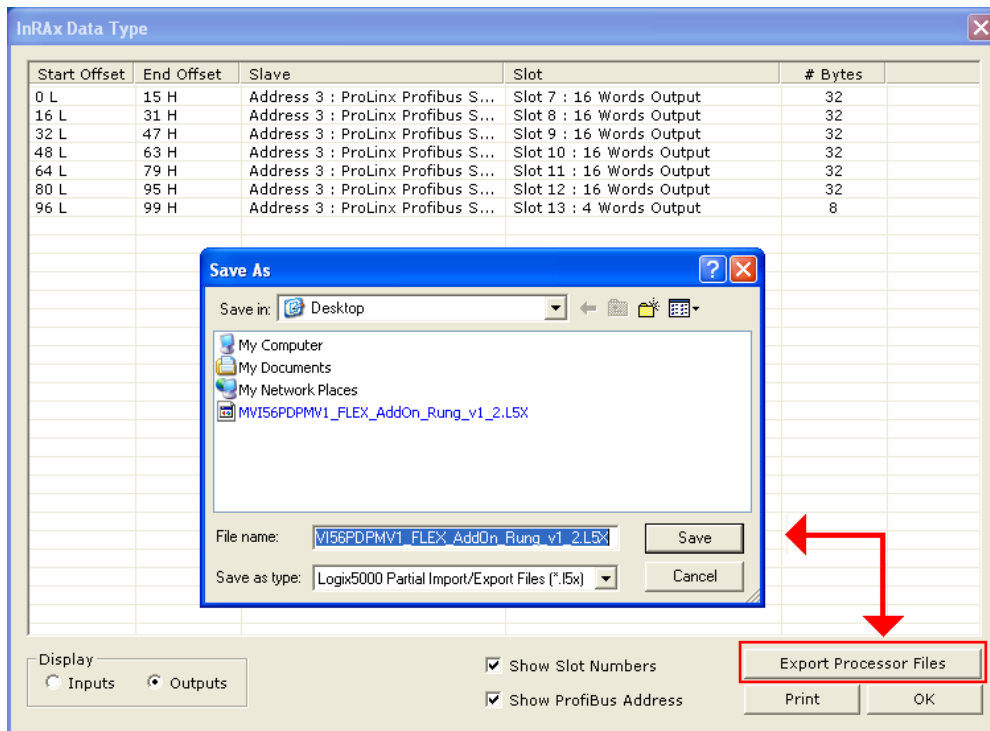 InRAx Data Type
Start Offset End Offset Slave Slot # Bytes
0 L 15 H Address 3 : ProLinx Profibus S... Slot 7 : 16 Words Output 32
16 L 31 H Address 3 : ProLinx Profibus S... Slot 8 : 16 Words Output 32
32 L 47 H Address 3 : ProLinx Profibus S... Slot 9 : 16 Words Output 32
48 L 63 H Address 3 : ProLinx Profibus S... Slot 10 : 16 Words Output 32
64 L 79 H Address 3 : ProLinx Profibus S... Slot 11 : 16 Words Output 32
80 L 95 H Address 3 : ProLinx Profibus S... Slot 12 : 16 Words Output 32
96 L 99 H Address 3 : ProLinx Profibus S... Slot 13 : 4 Words Output 8
Save As
Save in: Desktop
My Computer
My Documents
My Network Places
MVI56PDPMV1_FLEX_AddOn_Rung_v1_2.L5X
File name: VI56PDPMV1_FLEX_AddOn_Rung_v1_2.L5X Save
Save as type: Logix5000 Partial Import/Export Files (*.l5x) Cancel
Display
Inputs Outputs
Show Slot Numbers
Show ProfiBus Address
Export Processor Files
Print OK